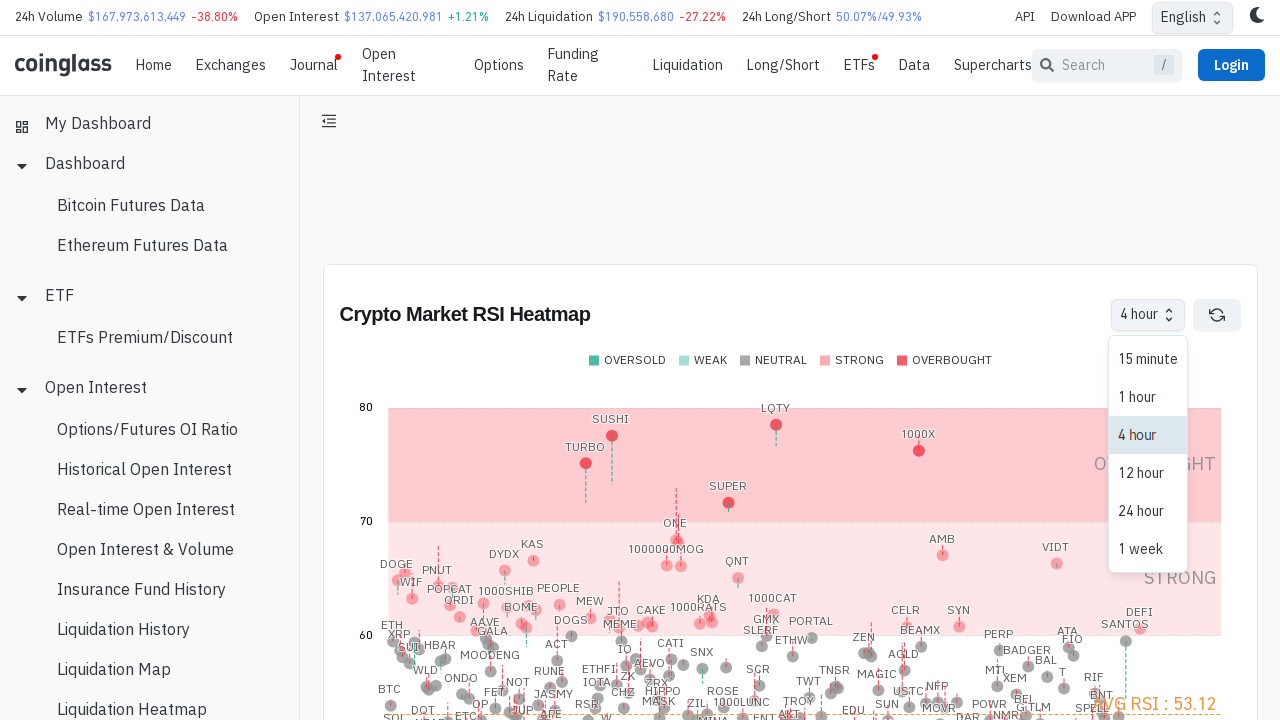 24h Volume $167,973,613,449 -38.80% Open Interest $137,065,420,981 +1.21% 24h Liquidation $190,558,680 -27.22% 24h Long/Short 50.07%/49.93% API Download APP English
coinglass Home Exchanges Journal Open Interest Options Funding Rate Liquidation Long/Short ETFs Data Supercharts Search / Login
My Dashboard
Dashboard
Bitcoin Futures Data
Ethereum Futures Data
ETF
ETFs Premium/Discount
Open Interest
Options/Futures OI Ratio
Historical Open Interest
Real-time Open Interest
Open Interest & Volume
Insurance Fund History
Liquidation History
Liquidation Map
Liquidation Heatmap
Crypto Market RSI Heatmap
4 hour
15 minute
1 hour
4 hour
12 hour
24 hour
1 week
OVERSOLD WEAK NEUTRAL STRONG OVERBOUGHT
80
LQTY
SUSHI
1000X
TURBO
SUPER
70
ONE
AMB
KAS
1000000MOG
VIDT
DYDX
QNT
DOGE
PNUT
STRONG
WIF
POPCAT
1000SHIB
PEOPLE
1000CAT
ORDI
BOME
MEW
KDA
1000RATS
JTO
CAKE
CELR
SYN
DEFI
60
ETH
AAVE
DOGS
MEME
GMX
PORTAL
SANTOS
XRP
GALA
SLERF
BEAMX
PERP
ATA
SUI
HBAR
ACT
CATI
ETHW
ZEN
FIO
MOODENG
IO
SNX
AGLD
BADGER
WLD
RUNE
ETHFI
AEVO
SCR
TNSR
MAGIC
MTL
BAL
T
ONDO
NOT
IOTA
ZK
ZRX
TWT
XEM
RIF
BTC
FET
JASMY
CHZ
HIPPO
ROSE
USTC
NFP
BNT
OP
RSR
MASK
ZIL
1000LUNC
TROY
SUN
MOVR
POWR
BEL
GLM
SPELL
AVG RSI : 53.12
DOT
ETC
W
EDU
DAR